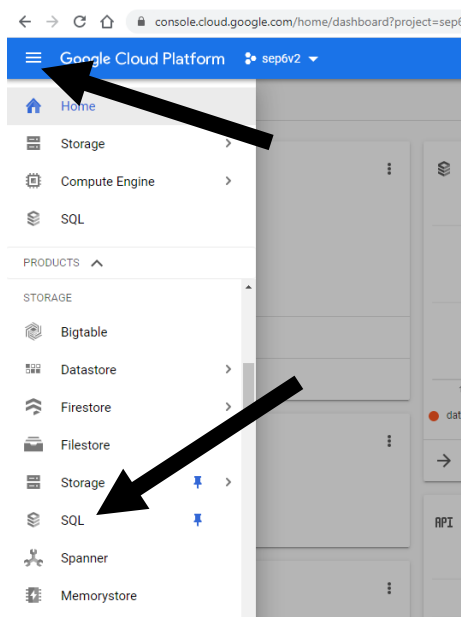 console.cloud.google.com/home/dashboard?project=sep6
Google Cloud Platform
sep6v2
Home
Storage
Compute Engine
SQL
PRODUCTS
STORAGE
Bigtable
Datastore
Firestore
dat
Filestore
Storage
SQL
API
Spanner
Memorystore